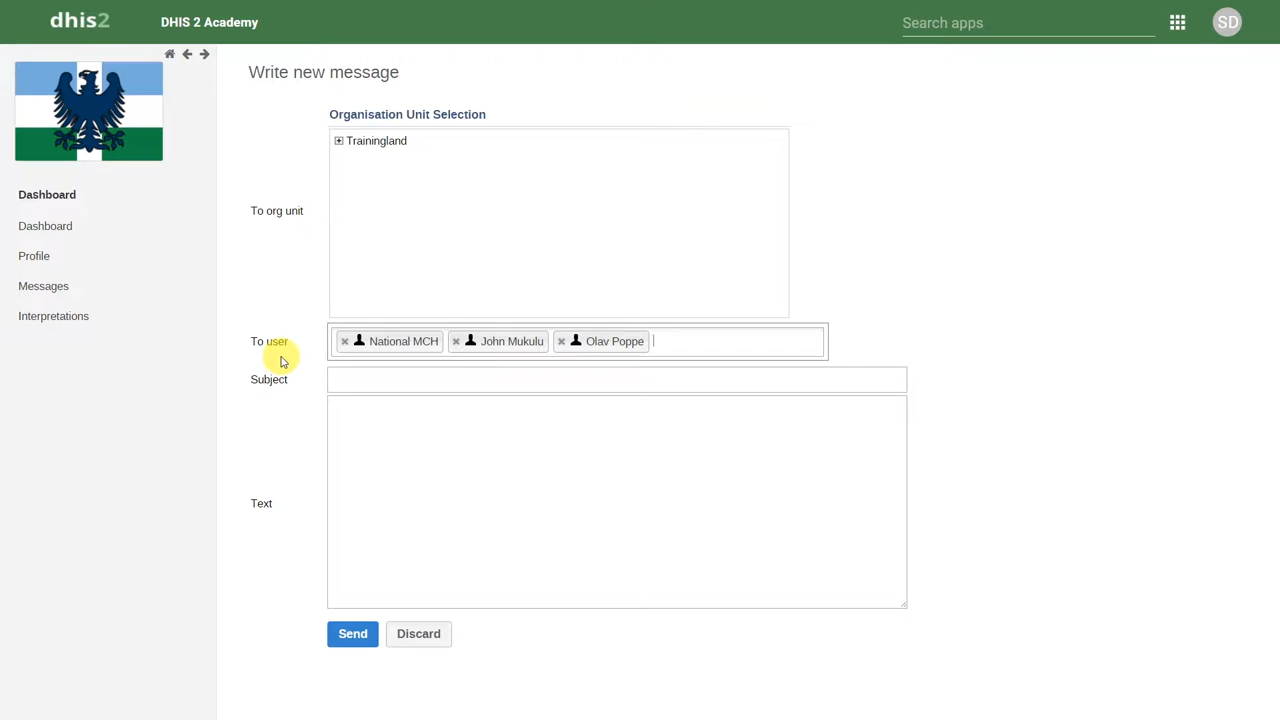 dhis2 DHIS 2 Academy Search apps SD
Write new message
Organisation Unit Selection
Trainingland
Dashboard
Dashboard
Profile
Messages
Interpretations
To org unit
To user National MCH John Mukulu Olav Poppe
Subject
Text
Send Discard